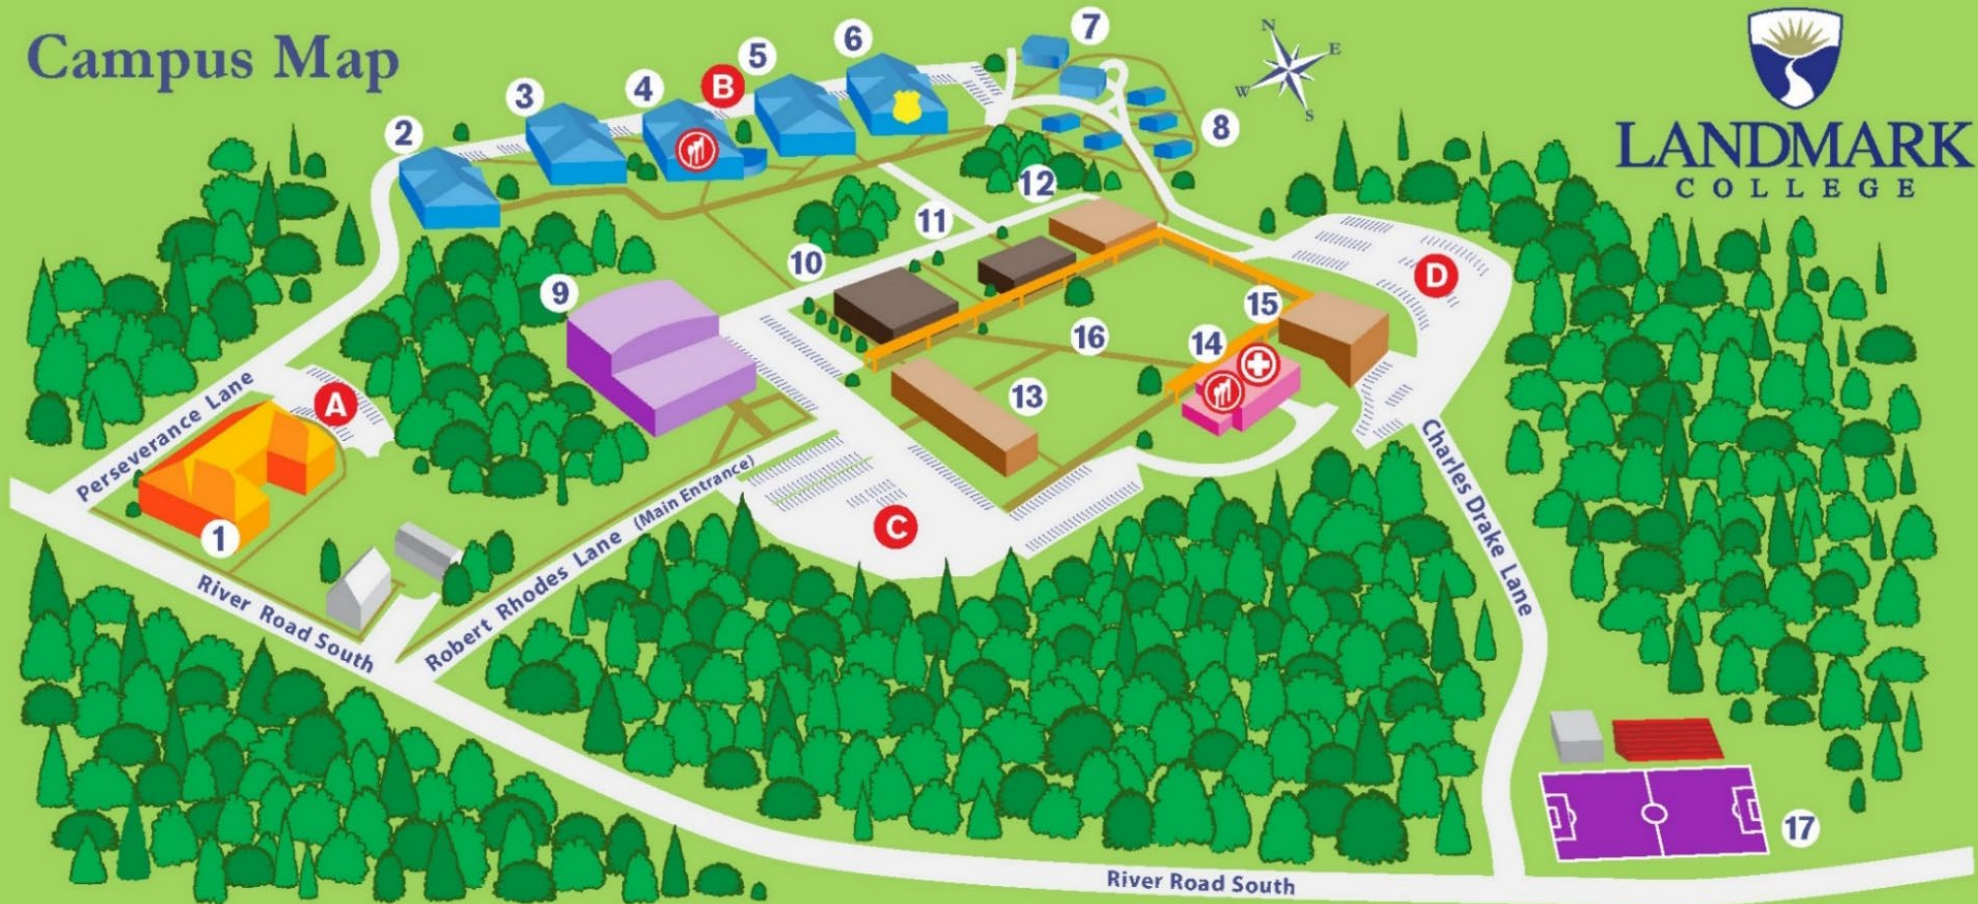 Campus Map
LANDMARK
COLLEGE
N
E
W
S
1
2
3
4
B
5
6
7
8
9
10
11
12
13
14
15
16
17
A
C
D
Perseverance Lane
River Road South
Robert Rhodes Lane (Main Entrance)
Charles Drake Lane
River Road South